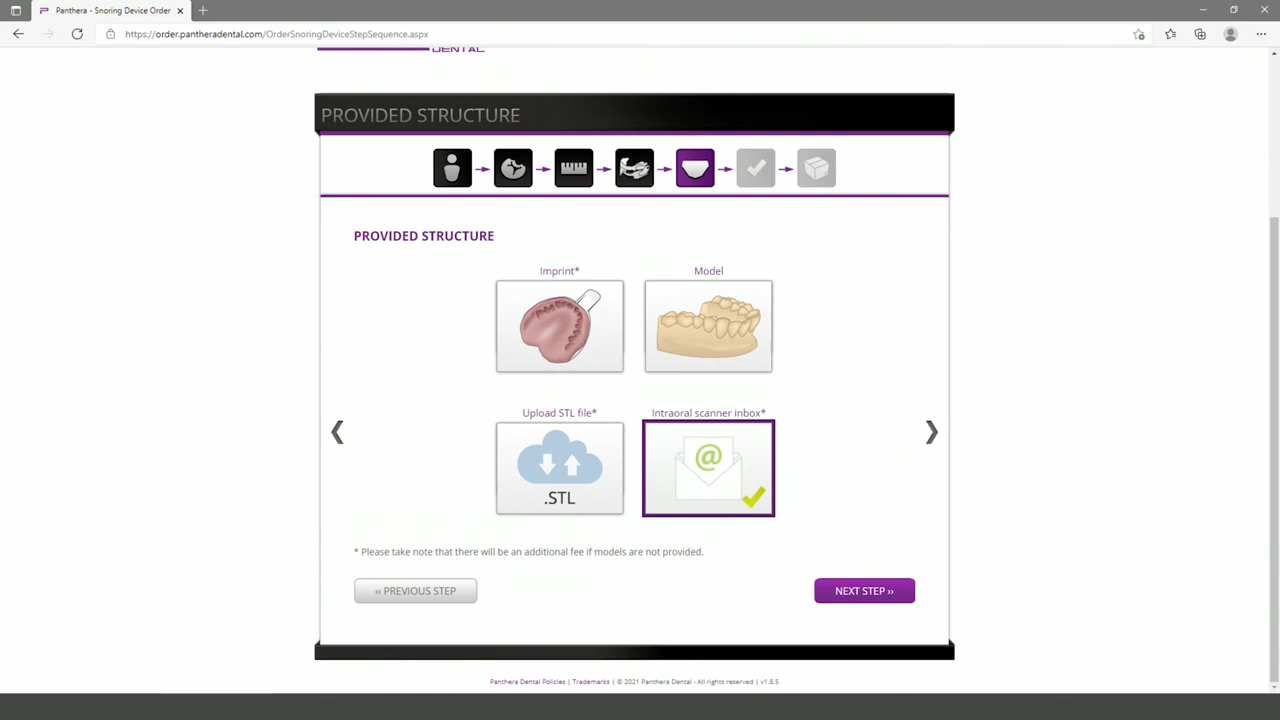 Panthera - Snoring Device Order
https://order.pantheradental.com/OrderSnoringDeviceStepSequence.aspx
DENTAL
PROVIDED STRUCTURE
PROVIDED STRUCTURE
Imprint*
Model
Upload STL file*
Intraoral scanner inbox*
.STL
@
* Please take note that there will be an additional fee if models are not provided.
‹‹ PREVIOUS STEP
NEXT STEP ››
Panthera Dental Policies | Trademarks | © 2021 Panthera Dental - All rights reserved | v1.8.5